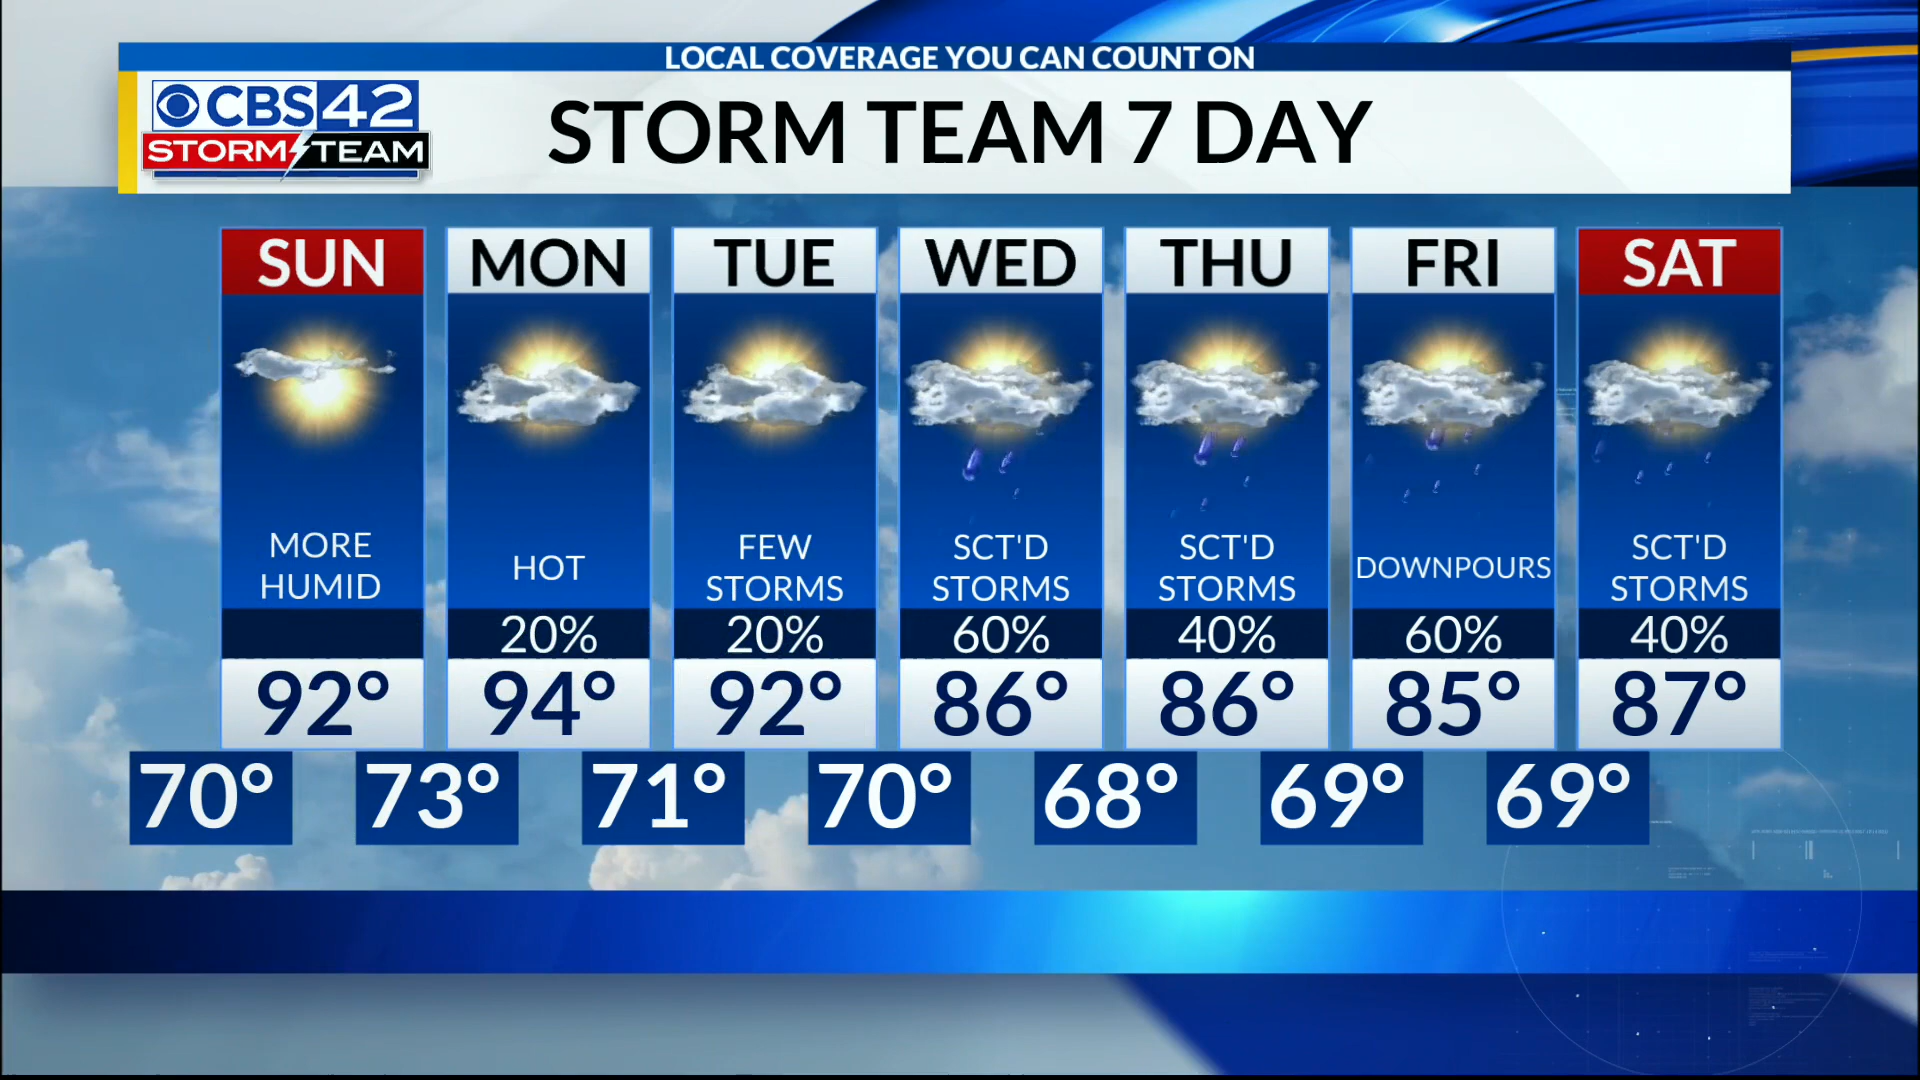 LOCAL COVERAGE YOU CAN COUNT ON
CBS 42
STORM TEAM
STORM TEAM 7 DAY
SUN MON TUE WED THU FRI SAT
MORE
HUMID
HOT
FEW
STORMS
SCT'D
STORMS
SCT'D
STORMS
DOWNPOURS
SCT'D
STORMS
20% 20% 60% 40% 60% 40%
92° 94° 92° 86° 86° 85° 87°
70° 73° 71° 70° 68° 69° 69°